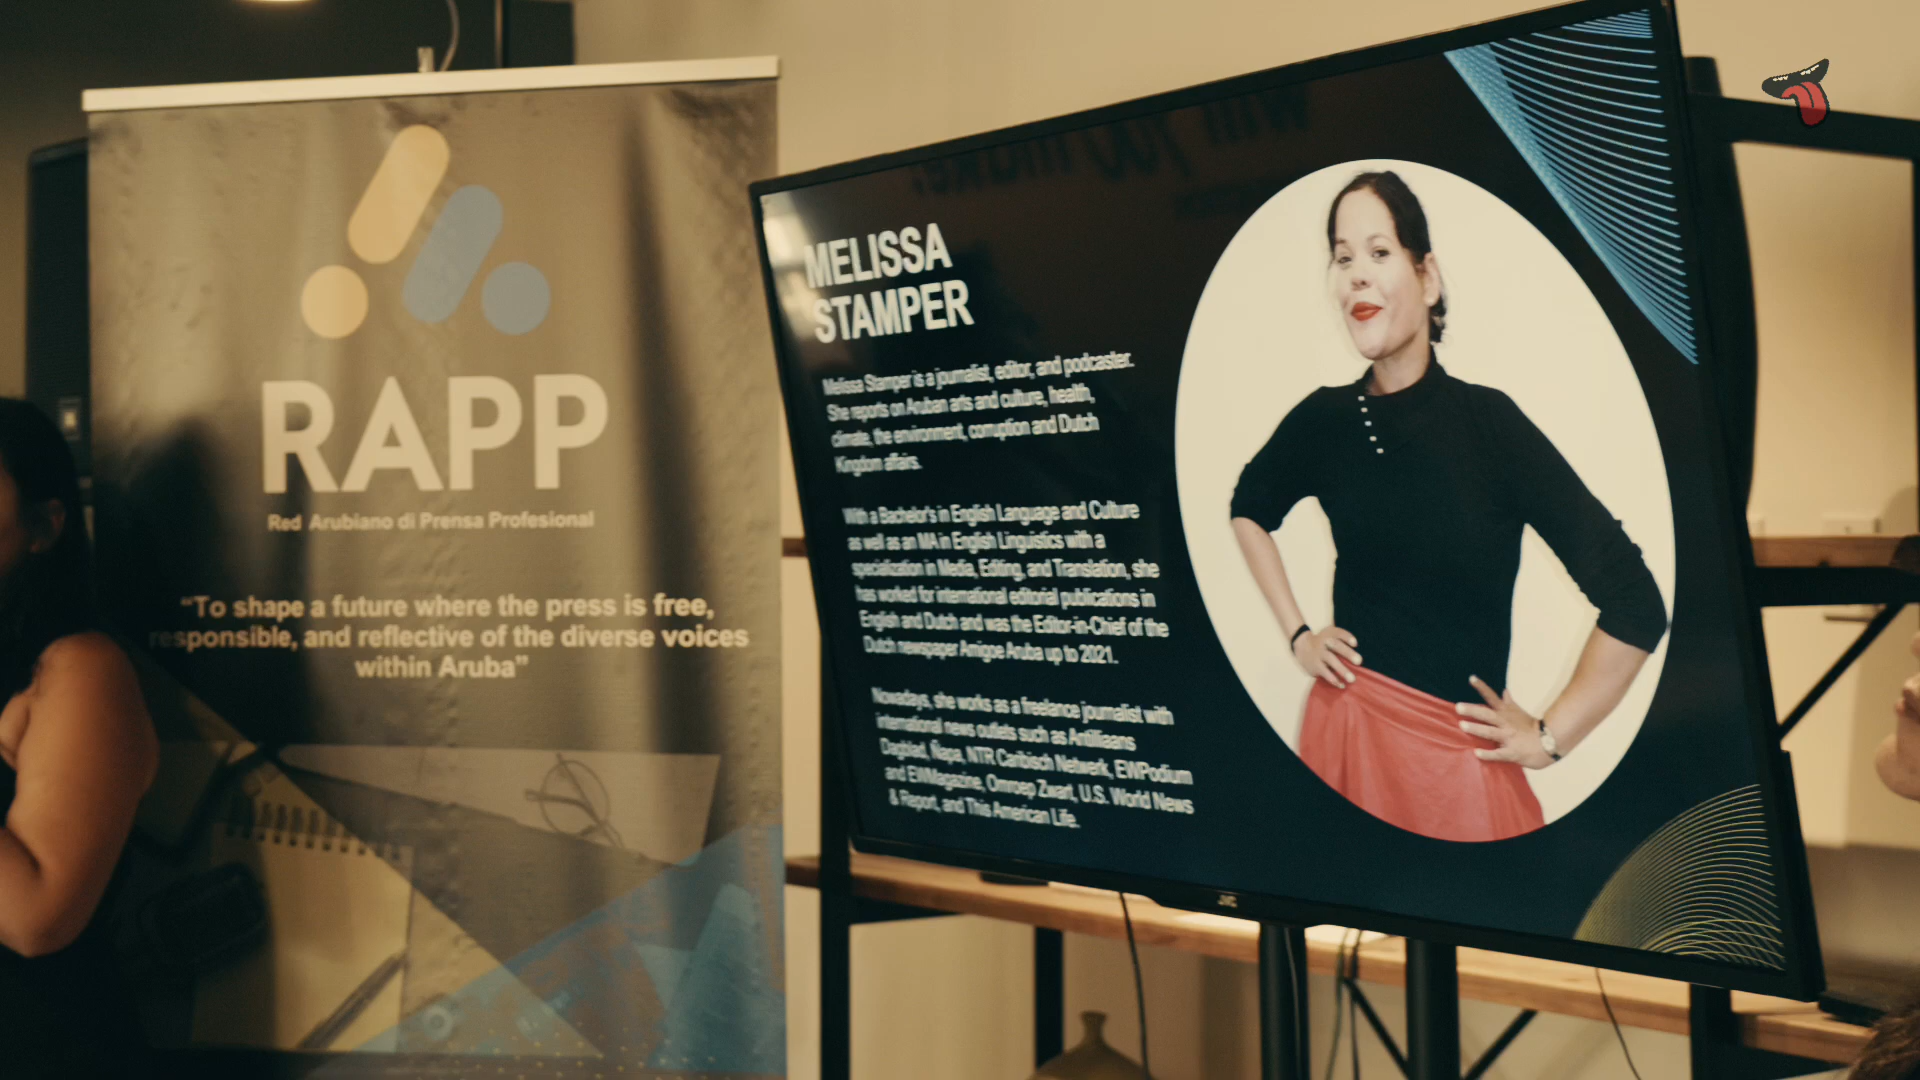 RAPP
Red Arubiano di Prensa Profesional
“To shape a future where the press is free,
responsible, and reflective of the diverse voices
within Aruba”
MELISSA
STAMPER
Melissa Stamper is a journalist, editor, and podcaster.
She reports on Aruban arts and culture, health,
climate, the environment, corruption and Dutch
Kingdom affairs.
With a Bachelor's in English Language and Culture
as well as an MA in English Linguistics with a
specialization in Media, Editing, and Translation, she
has worked for international editorial publications in
English and Dutch and was the Editor-in-Chief of the
Dutch newspaper Amigoe Aruba up to 2021.
Nowadays, she works as a freelance journalist with
international news outlets such as Antilliaans
Dagblad, Ñapa, NTR Caribisch Netwerk, EWPodium
and EWMagazine, Omroep Zwart, U.S. World News
& Report, and This American Life.
JVC